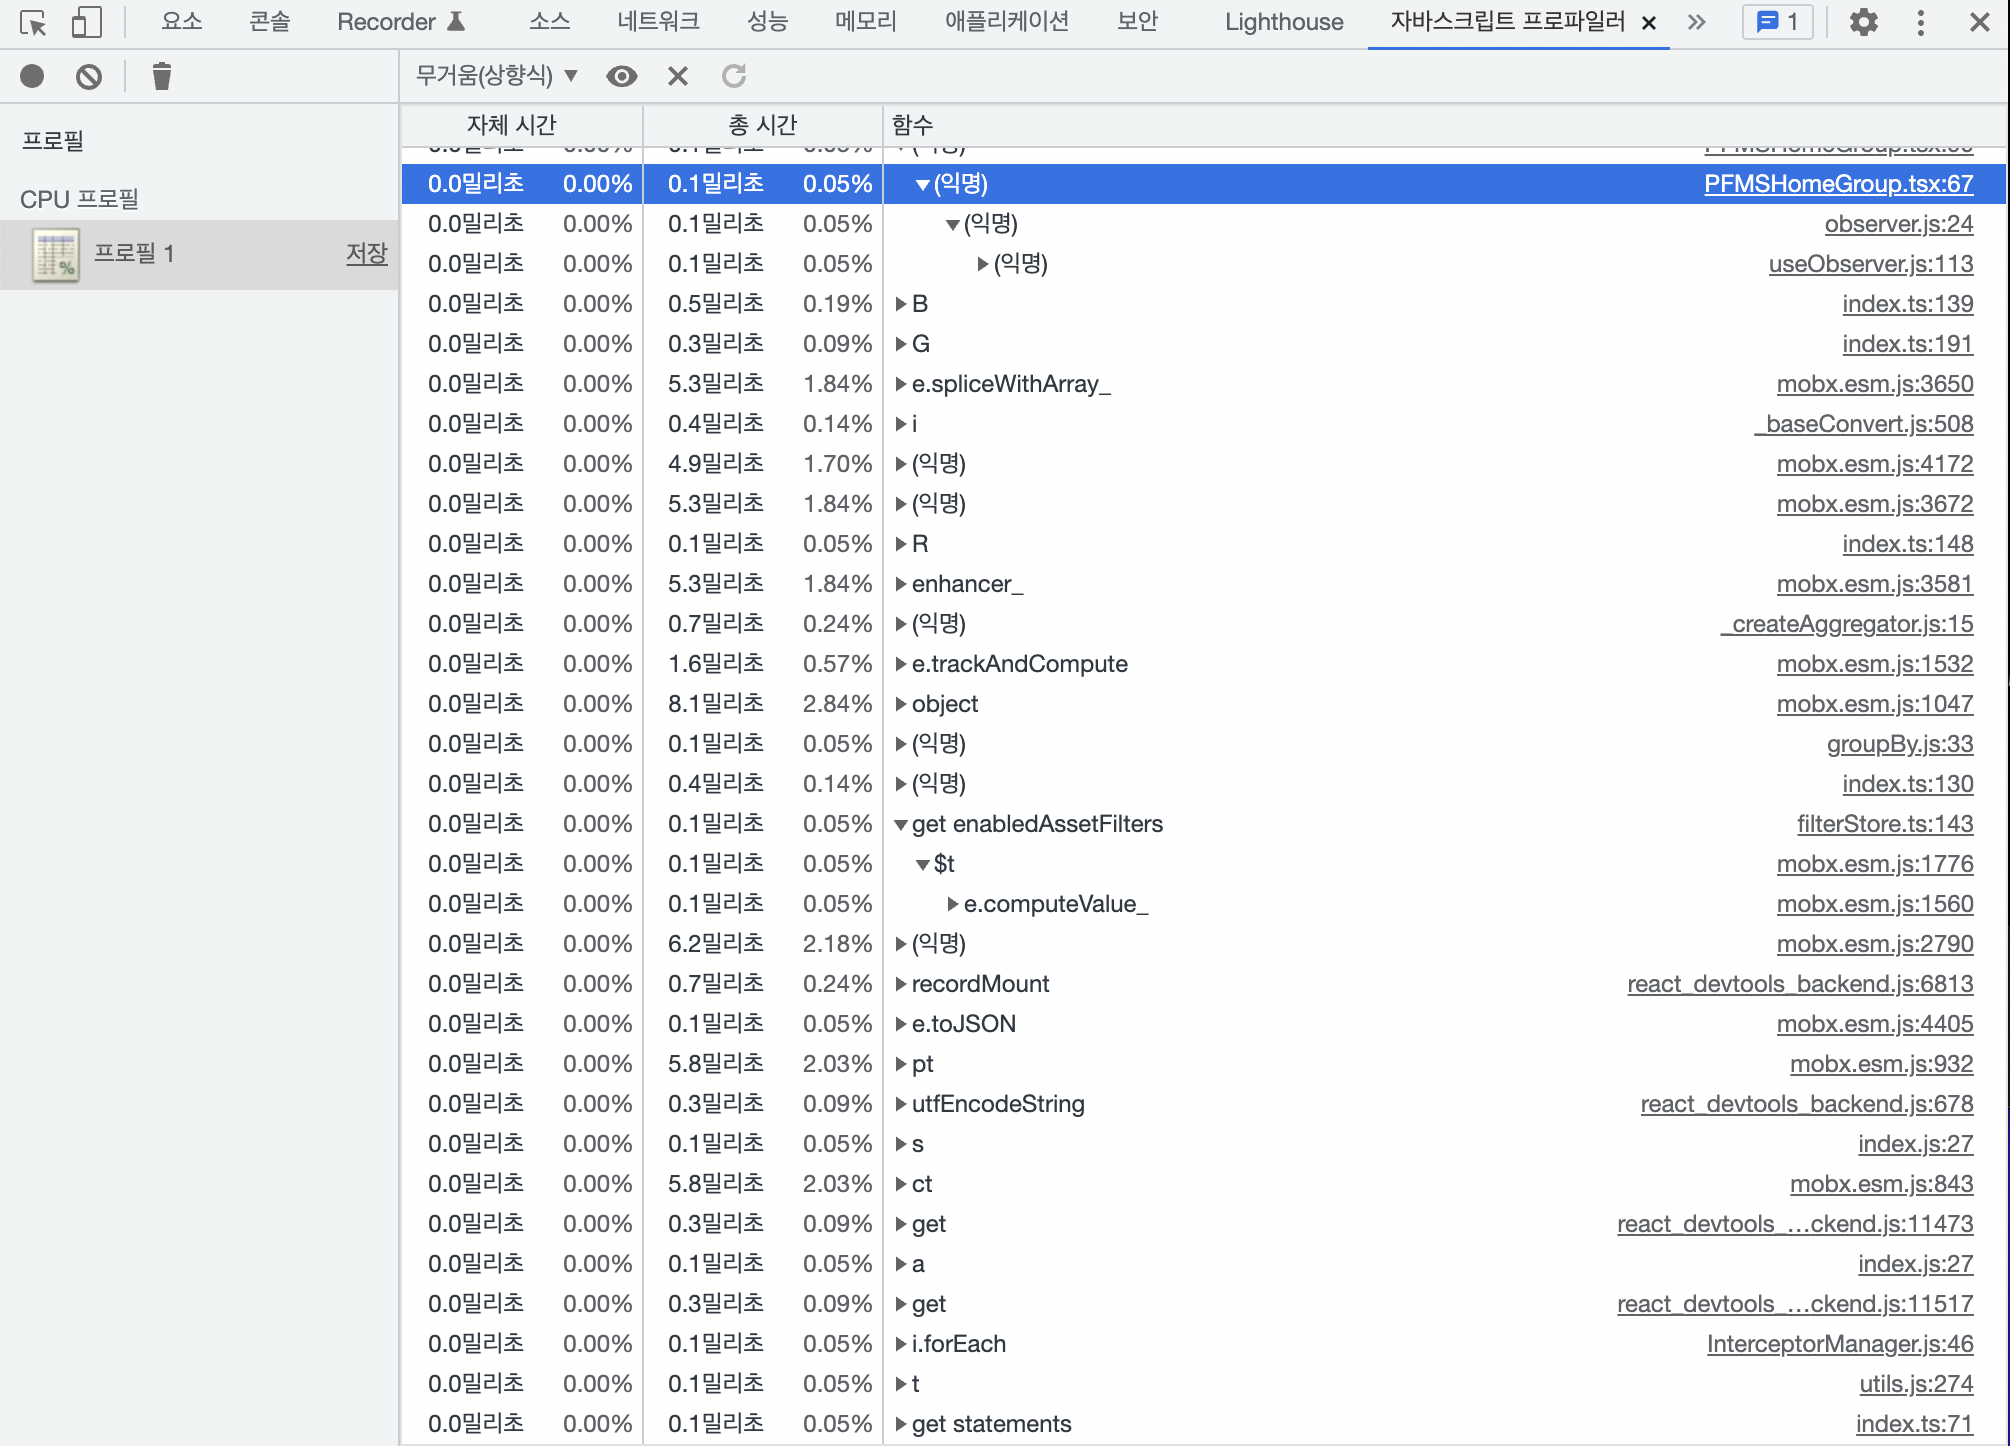 요소 콘솔 Recorder 소스 네트워크 성능 메모리 애플리케이션 보안 Lighthouse 자바스크립트 프로파일러 1
무거움(상향식)
프로필
CPU 프로필
프로필 1 저장
자체 시간 총 시간 함수
0.0밀리초 0.00% 0.1밀리초 0.05% (익명) PFMSHomeGroup.tsx:67
0.0밀리초 0.00% 0.1밀리초 0.05% (익명) observer.js:24
0.0밀리초 0.00% 0.1밀리초 0.05% (익명) useObserver.js:113
0.0밀리초 0.00% 0.5밀리초 0.19% B index.ts:139
0.0밀리초 0.00% 0.3밀리초 0.09% G index.ts:191
0.0밀리초 0.00% 5.3밀리초 1.84% e.spliceWithArray_ mobx.esm.js:3650
0.0밀리초 0.00% 0.4밀리초 0.14% i _baseConvert.js:508
0.0밀리초 0.00% 4.9밀리초 1.70% (익명) mobx.esm.js:4172
0.0밀리초 0.00% 5.3밀리초 1.84% (익명) mobx.esm.js:3672
0.0밀리초 0.00% 0.1밀리초 0.05% R index.ts:148
0.0밀리초 0.00% 5.3밀리초 1.84% enhancer_ mobx.esm.js:3581
0.0밀리초 0.00% 0.7밀리초 0.24% (익명) _createAggregator.js:15
0.0밀리초 0.00% 1.6밀리초 0.57% e.trackAndCompute mobx.esm.js:1532
0.0밀리초 0.00% 8.1밀리초 2.84% object mobx.esm.js:1047
0.0밀리초 0.00% 0.1밀리초 0.05% (익명) groupBy.js:33
0.0밀리초 0.00% 0.4밀리초 0.14% (익명) index.ts:130
0.0밀리초 0.00% 0.1밀리초 0.05% get enabledAssetFilters filterStore.ts:143
0.0밀리초 0.00% 0.1밀리초 0.05% $t mobx.esm.js:1776
0.0밀리초 0.00% 0.1밀리초 0.05% e.computeValue_ mobx.esm.js:1560
0.0밀리초 0.00% 6.2밀리초 2.18% (익명) mobx.esm.js:2790
0.0밀리초 0.00% 0.7밀리초 0.24% recordMount react_devtools_backend.js:6813
0.0밀리초 0.00% 0.1밀리초 0.05% e.toJSON mobx.esm.js:4405
0.0밀리초 0.00% 5.8밀리초 2.03% pt mobx.esm.js:932
0.0밀리초 0.00% 0.3밀리초 0.09% utfEncodeString react_devtools_backend.js:678
0.0밀리초 0.00% 0.1밀리초 0.05% s index.js:27
0.0밀리초 0.00% 5.8밀리초 2.03% ct mobx.esm.js:843
0.0밀리초 0.00% 0.3밀리초 0.09% get react_devtools_…ckend.js:11473
0.0밀리초 0.00% 0.1밀리초 0.05% a index.js:27
0.0밀리초 0.00% 0.3밀리초 0.09% get react_devtools_…ckend.js:11517
0.0밀리초 0.00% 0.1밀리초 0.05% i.forEach InterceptorManager.js:46
0.0밀리초 0.00% 0.1밀리초 0.05% t utils.js:274
0.0밀리초 0.00% 0.1밀리초 0.05% get statements index.ts:71